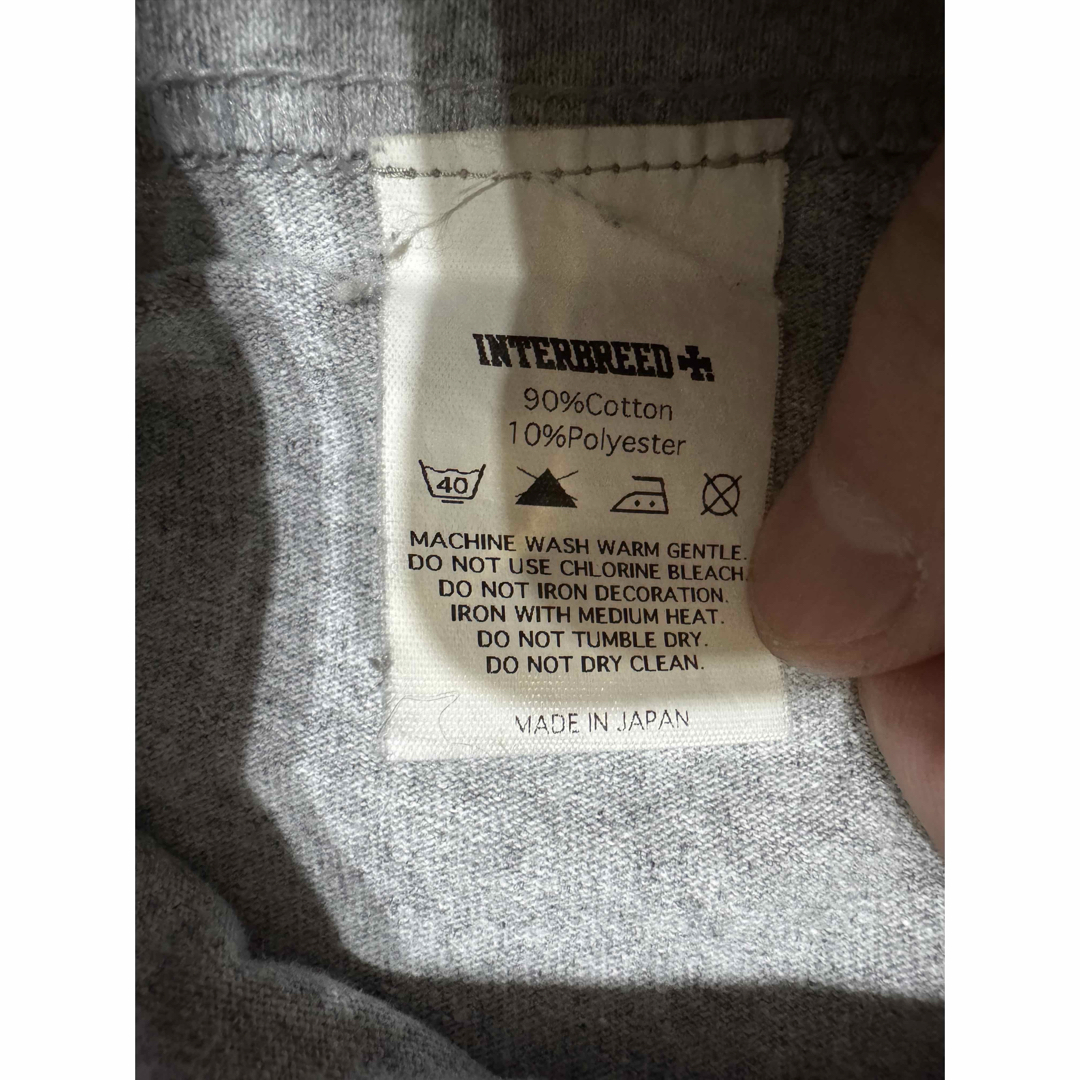 INTERBREED
90%Cotton
10%Polyester
40
MACHINE WASH WARM GENTLE.
DO NOT USE CHLORINE BLEACH.
DO NOT IRON DECORATION.
IRON WITH MEDIUM HEAT.
DO NOT TUMBLE DRY.
DO NOT DRY CLEAN.
MADE IN JAPAN